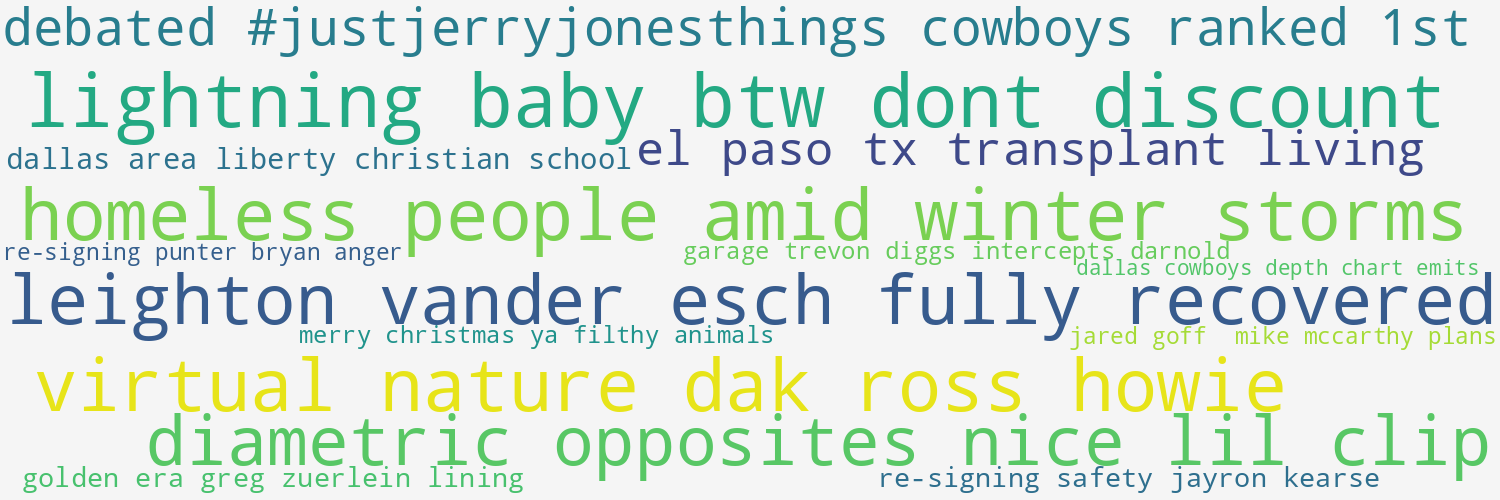 debated #justjerryjonesthings cowboys ranked 1st
lightning baby btw dont discount
dallas area liberty christian school
el paso tx transplant living
homeless people amid winter storms
re-signing punter bryan anger
garage trevon diggs intercepts darnold
dallas cowboys depth chart emits
leighton vander esch fully recovered
merry christmas ya filthy animals
jared goff mike mccarthy plans
virtual nature dak ross howie
diametric opposites nice lil clip
golden era greg zuerlein lining
re-signing safety jayron kearse